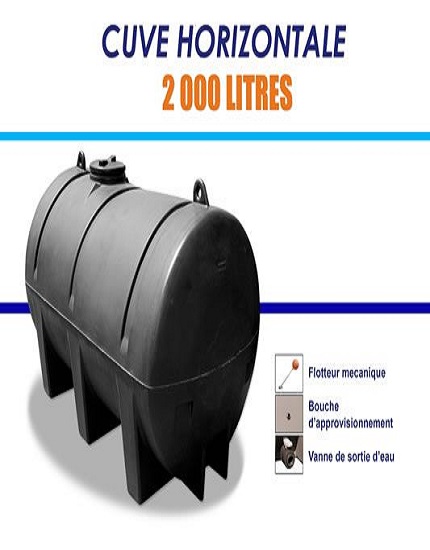 CUVE HORIZONTALE
2 000 LITRES
Flotteur mecanique
Bouche
d'approvisionnement
Vanne de sortie d'eau